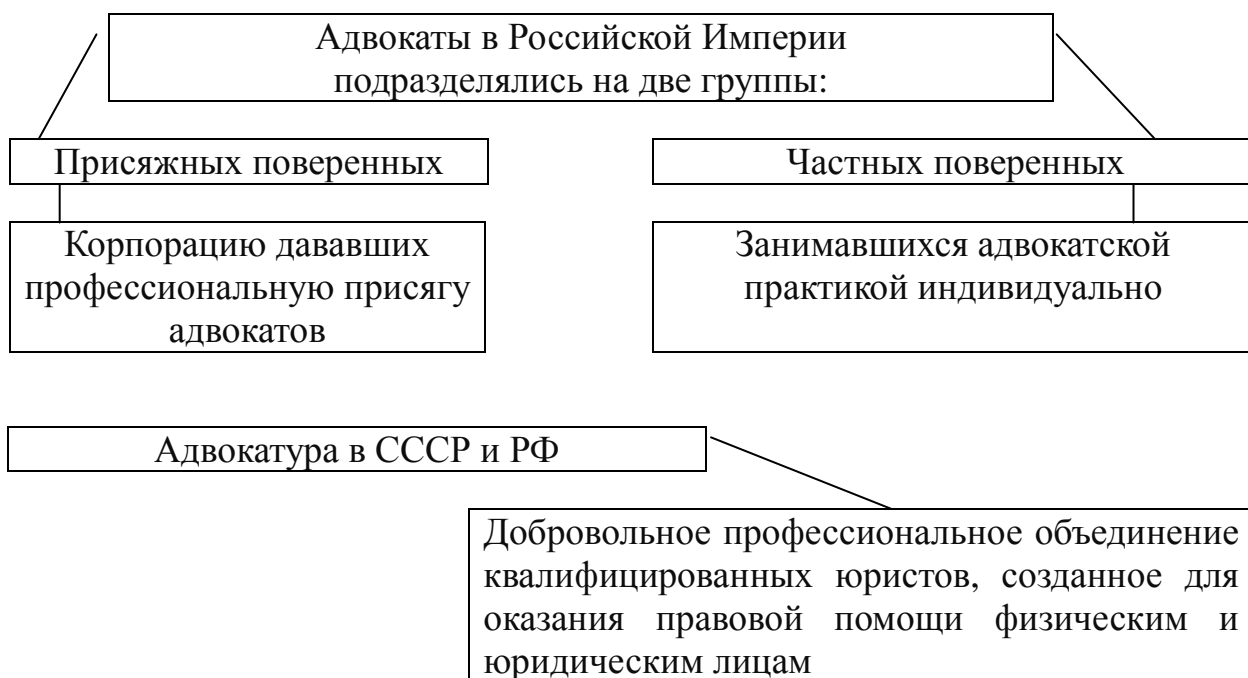 Адвокаты в Российской Империи
подразделялись на две группы:
Присяжных поверенных
Частных поверенных
Корпорацию дававших
профессиональную присягу
адвокатов
Занимавшихся адвокатской
практикой индивидуально
Адвокатура в СССР и РФ
Добровольное профессиональное объединение
квалифицированных юристов, созданное для
оказания правовой помощи физическим и
юридическим лицам